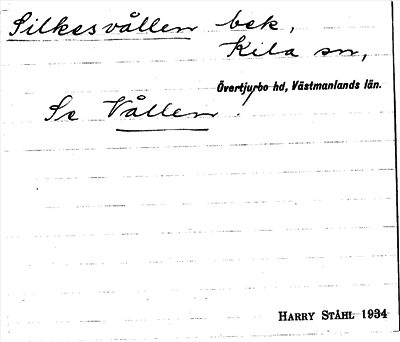 Silkesvållen bek,
Kila sn,
Övertjurbo hd, Västmanlands län.
Se Vållen.
HARRY STÅHL 1934